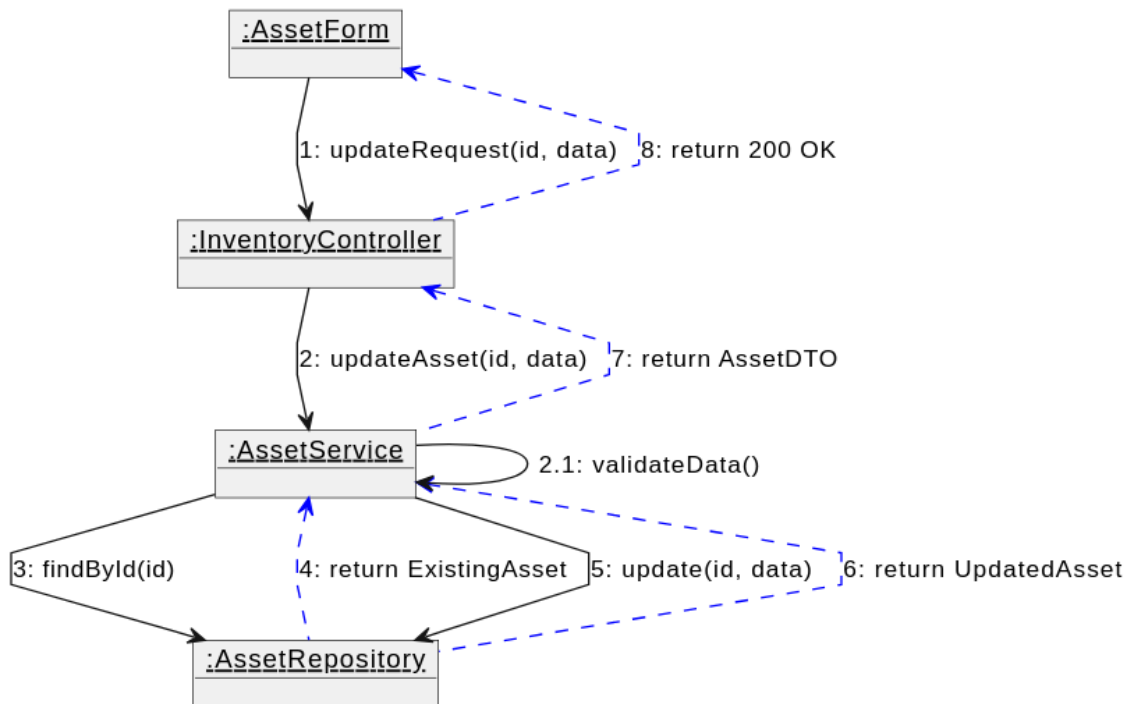 :AssetForm
1: updateRequest(id, data)
8: return 200 OK
:InventoryController
2: updateAsset(id, data)
7: return AssetDTO
:AssetService
2.1: validateData()
3: findById(id)
4: return ExistingAsset
5: update(id, data)
6: return UpdatedAsset
:AssetRepository